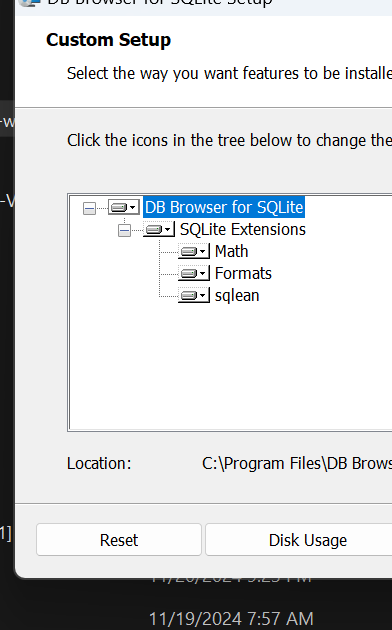 DB Browser for SQLite Setup
Custom Setup
Select the way you want features to be installe
Click the icons in the tree below to change the
DB Browser for SQLite
SQLite Extensions
Math
Formats
sqlean
Location: C:\Program Files\DB Brows
Reset Disk Usage
1]
11/20/2024 5:25 PM
11/19/2024 7:57 AM